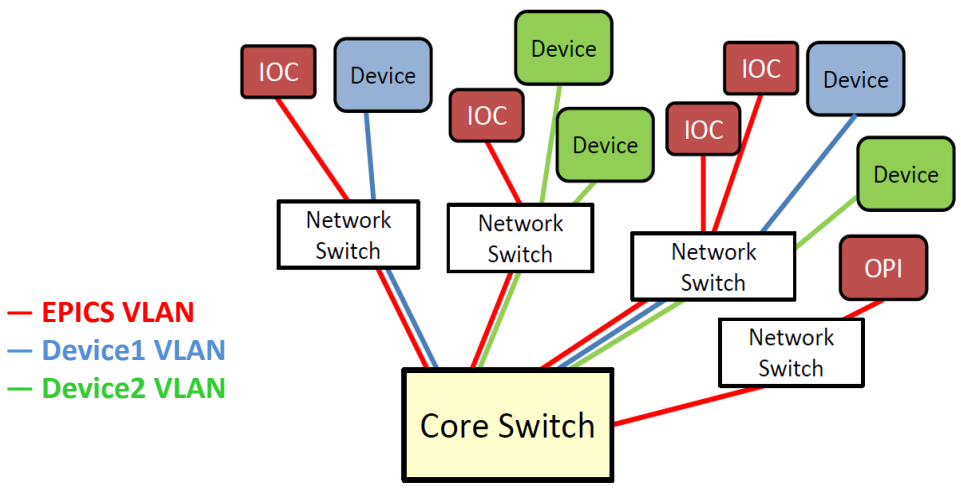 IOC
Device
Device
IOC
Device
IOC
IOC
Device
Device
Network
Switch
Network
Switch
Network
Switch
OPI
Network
Switch
— EPICS VLAN
— Device1 VLAN
— Device2 VLAN
Core Switch